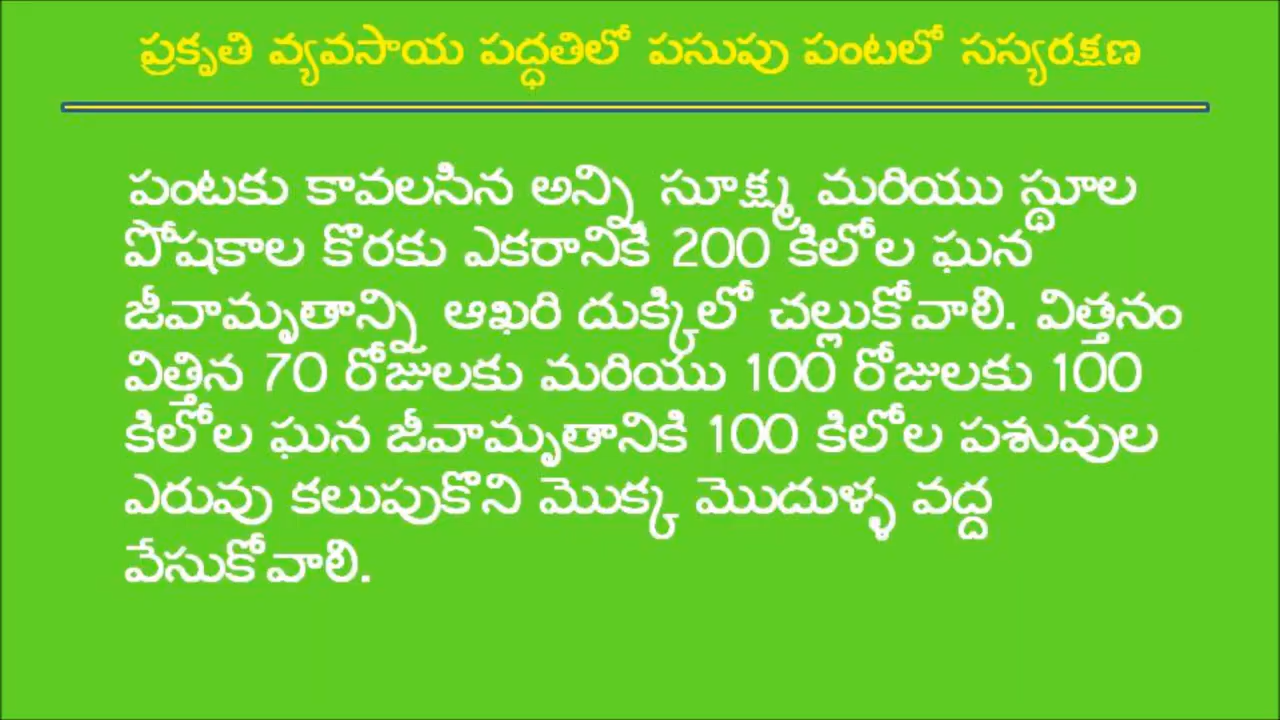 ప్రకృతి వ్యవసాయ పద్ధతిలో పసుపు పంటలో సస్యరక్షణ
పంటకు కావలసిన అన్ని సూక్ష్మ మరియు స్థూల
పోషకాల కొరకు ఎకరానికి 200 కిలోల ఘన
జీవామృతాన్ని ఆఖరి దుక్కిలో చల్లుకోవాలి. విత్తనం
విత్తిన 70 రోజులకు మరియు 100 రోజులకు 100
కిలోల ఘన జీవామృతానికి 100 కిలోల పశువుల
ఎరువు కలుపుకొని మొక్క మొదుళ్ళ వద్ద
వేసుకోవాలి.